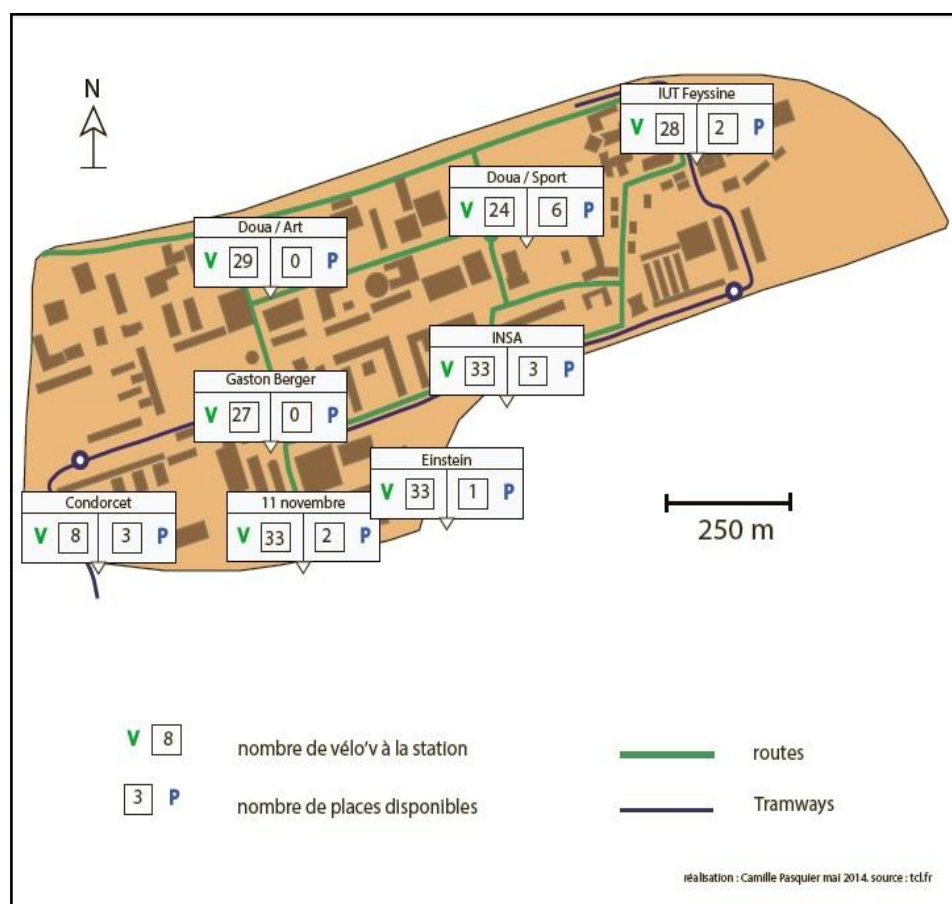 N
IUT Feyssine
V 28 2 P
Doua / Sport
V 24 6 P
Doua / Art
V 29 0 P
INSA
V 33 3 P
Gaston Berger
V 27 0 P
Einstein
V 33 1 P
Condorcet
V 8 3 P
11 novembre
V 33 2 P
250 m
V 8 nombre de vélo'v à la station
routes
3 P nombre de places disponibles
Tramways
réalisation : Camille Pasquier mai 2014. source : tcl.fr